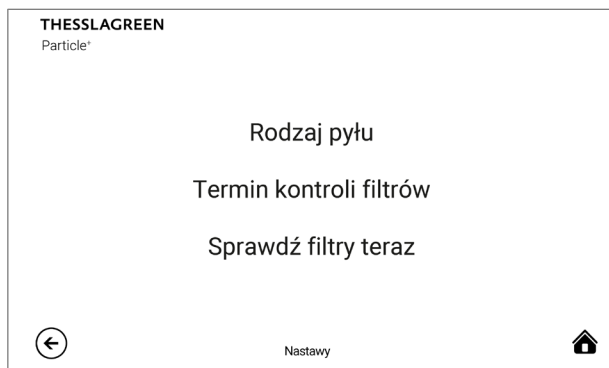 THESSLAGREEN
Particle+
Rodzaj pyłu
Termin kontroli filtrów
Sprawdź filtry teraz
Nastawy